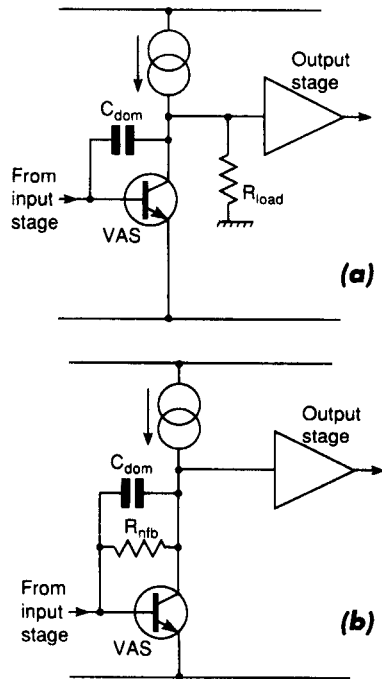 Output
stage
C_dom
From
input
stage
VAS
R_load
(a)
Output
stage
C_dom
R_nfb
From
input
stage
VAS
(b)